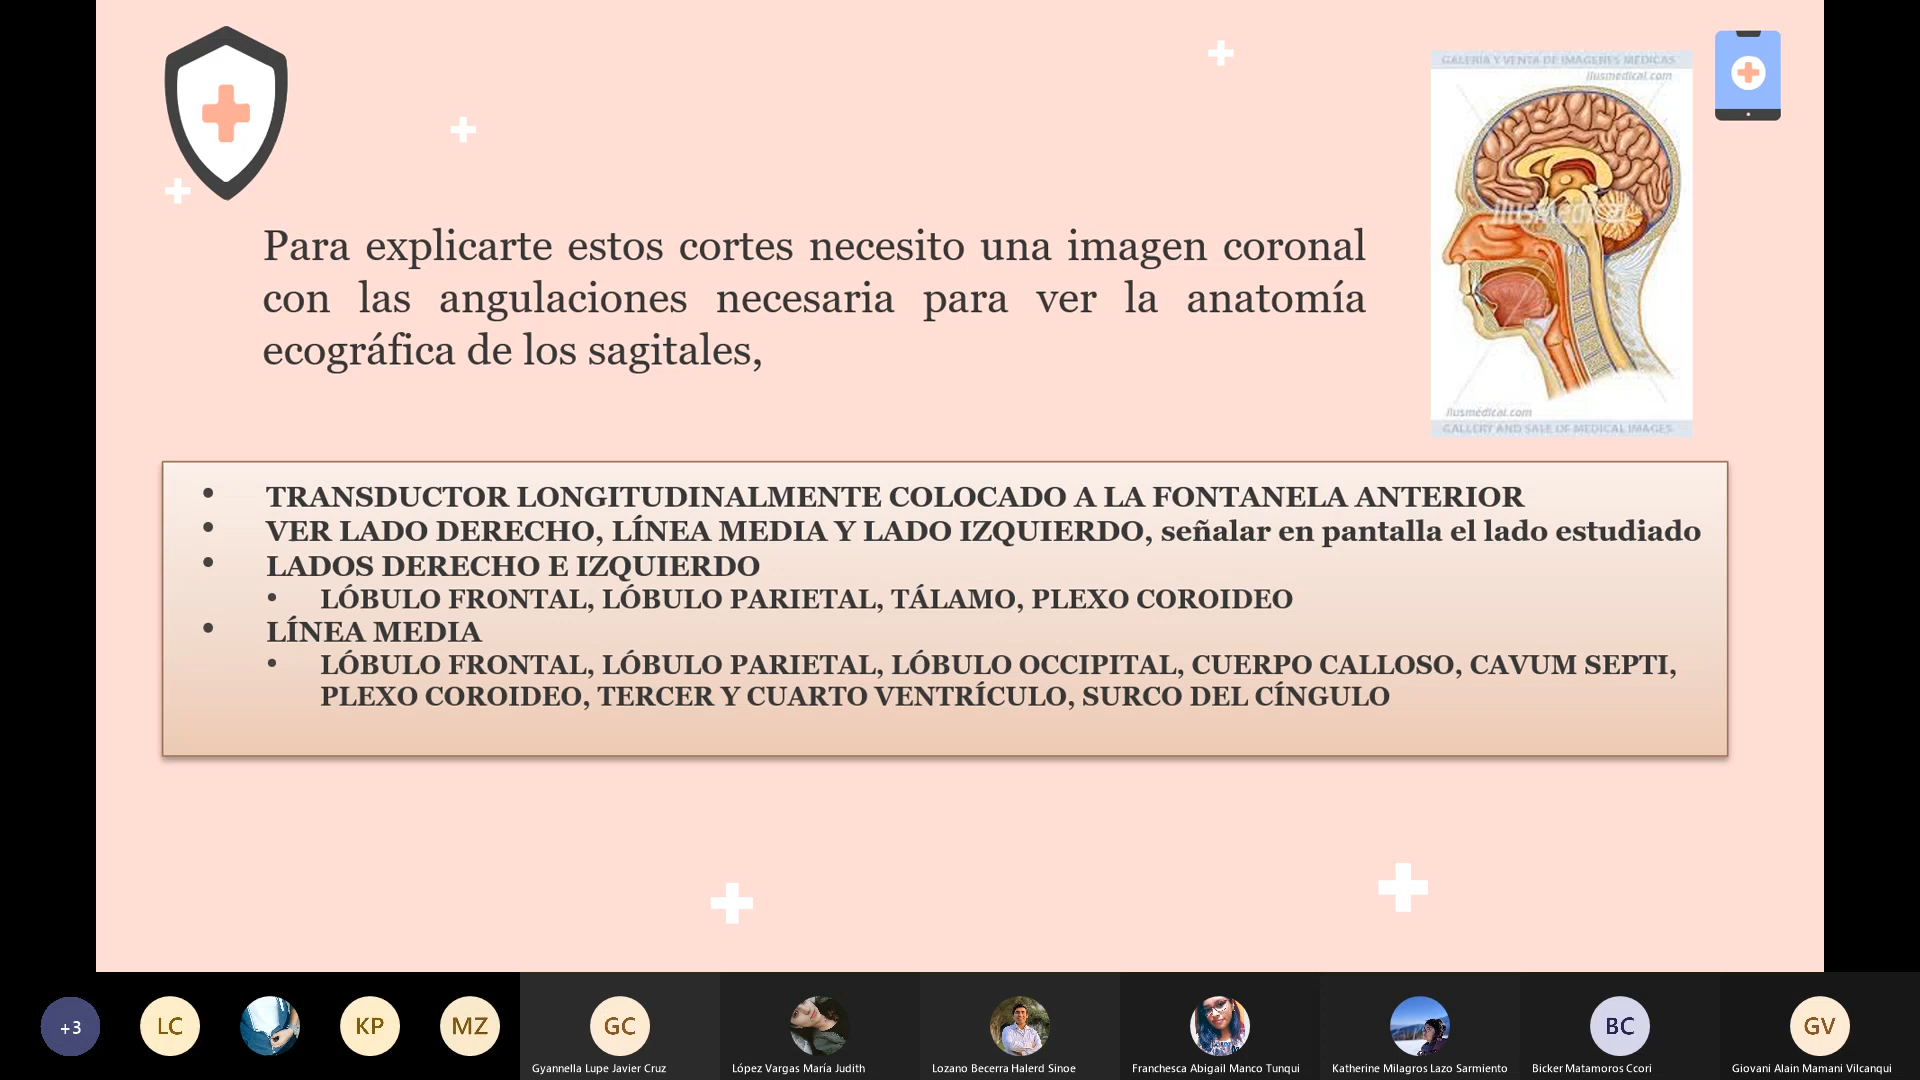 GALERÍA Y VENTA DE IMAGENES MÉDICAS
ilusmedical.com
Para explicarte estos cortes necesito una imagen coronal
con las angulaciones necesaria para ver la anatomía
ecográfica de los sagitales,
ilusMedical
ilusmedical.com
GALLERY AND SALE OF MEDICAL IMAGES
• TRANSDUCTOR LONGITUDINALMENTE COLOCADO A LA FONTANELA ANTERIOR
• VER LADO DERECHO, LÍNEA MEDIA Y LADO IZQUIERDO, señalar en pantalla el lado estudiado
• LADOS DERECHO E IZQUIERDO
• LÓBULO FRONTAL, LÓBULO PARIETAL, TÁLAMO, PLEXO COROIDEO
• LÍNEA MEDIA
• LÓBULO FRONTAL, LÓBULO PARIETAL, LÓBULO OCCIPITAL, CUERPO CALLOSO, CAVUM SEPTI,
PLEXO COROIDEO, TERCER Y CUARTO VENTRÍCULO, SURCO DEL CÍNGULO
+3
LC
KP
MZ
GC
BC
GV
Gyannella Lupe Javier Cruz
López Vargas María Judith
Lozano Becerra Halerd Sinoe
Franchesca Abigail Manco Tunqui
Katherine Milagros Lazo Sarmiento
Bicker Matamoros Ccori
Giovani Alain Mamani Vilcanqui